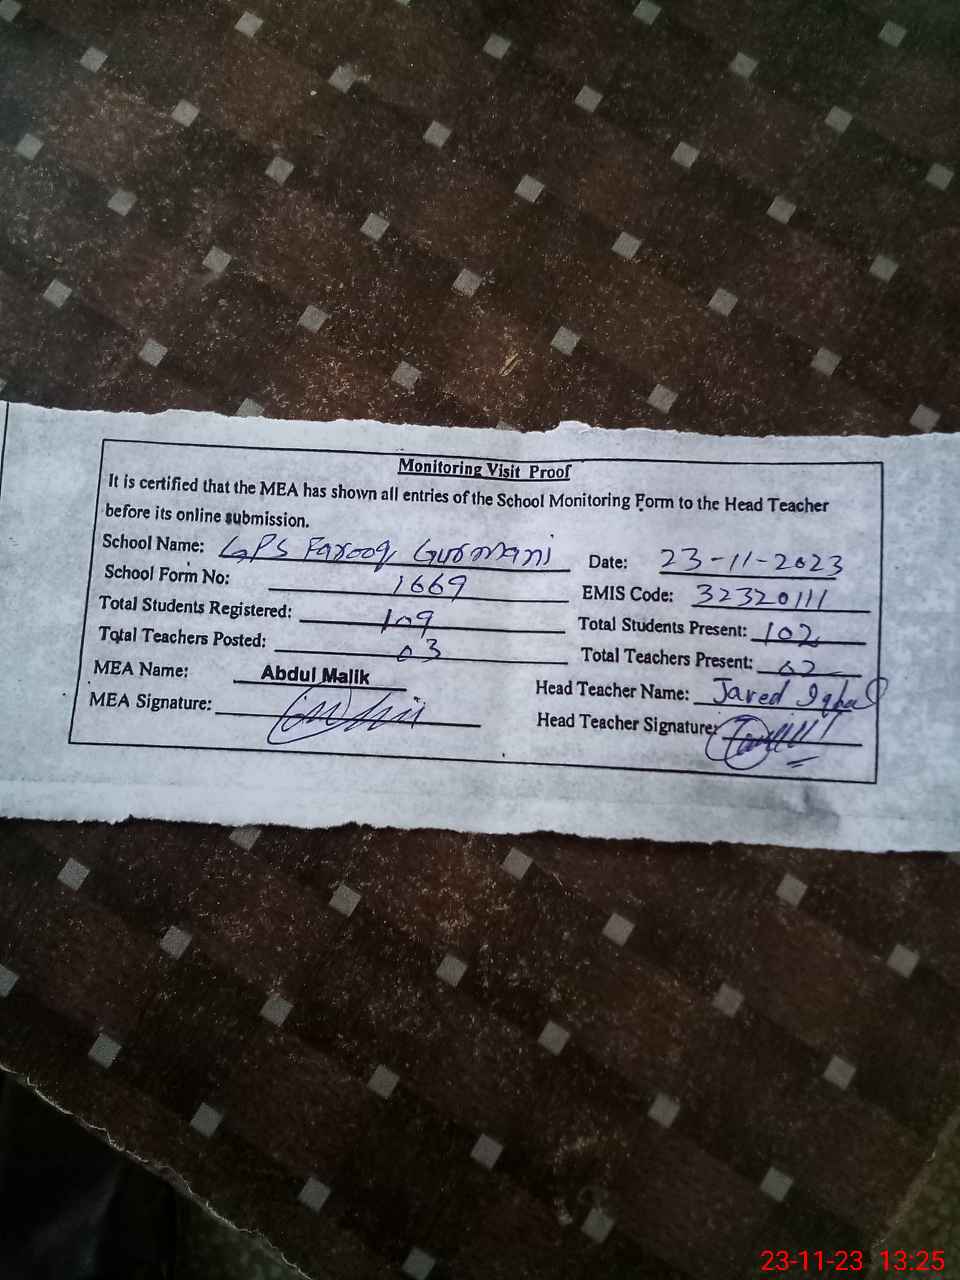 Monitoring Visit Proof
It is certified that the MEA has shown all entries of the School Monitoring Form to the Head Teacher
before its online submission.
School Name: GPS Farooq Gurmani Date: 23-11-2023
School Form No: 1669 EMIS Code: 32320111
Total Students Registered: 109 Total Students Present: 102
Total Teachers Posted: 03 Total Teachers Present: 02
MEA Name: Abdul Malik Head Teacher Name: Javed Iqbal
MEA Signature: Head Teacher Signature:
23-11-23 13:25